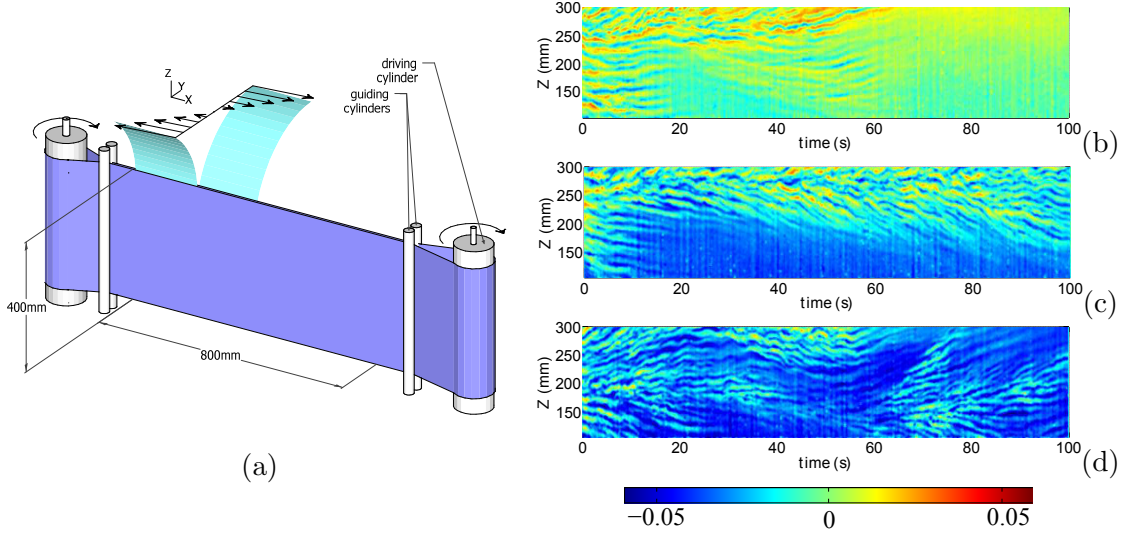 driving
cylinder
guiding
cylinders
Z
Y
X
400mm
800mm
(a)
300
250
200
150
Z (mm)
0 20 40 60 80 100
time (s)
(b)
300
250
200
150
Z (mm)
0 20 40 60 80 100
time (s)
(c)
300
250
200
150
Z (mm)
0 20 40 60 80 100
time (s)
(d)
−0.05 0 0.05